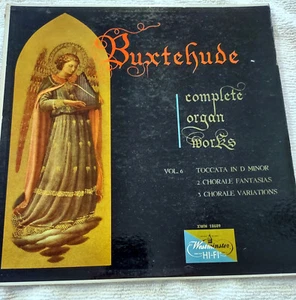 Buxtehude
complete
organ
works
VOL. 6 TOCCATA IN D MINOR
2 CHORALE FANTASIAS
3 CHORALE VARIATIONS
Westminster
HI-FI